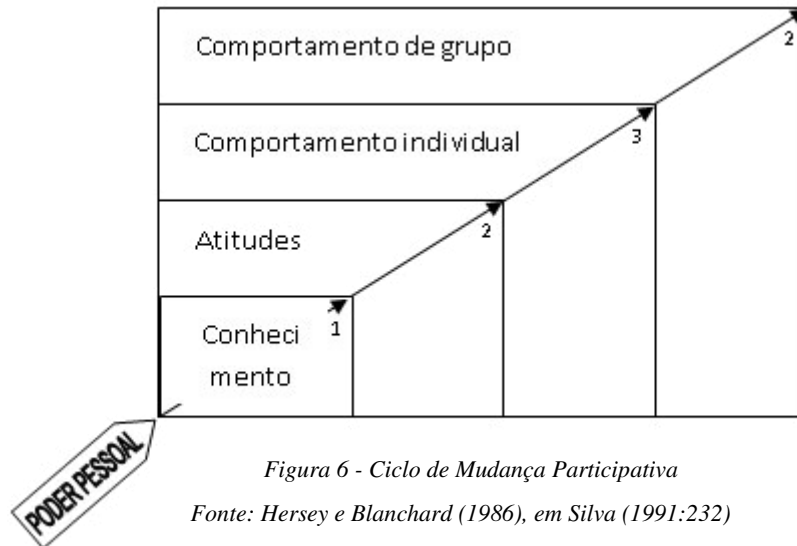 Comportamento de grupo
2
Comportamento individual
3
Atitudes
2
Conheci
mento
1
PODER PESSOAL
Figura 6 - Ciclo de Mudança Participativa
Fonte: Hersey e Blanchard (1986), em Silva (1991:232)